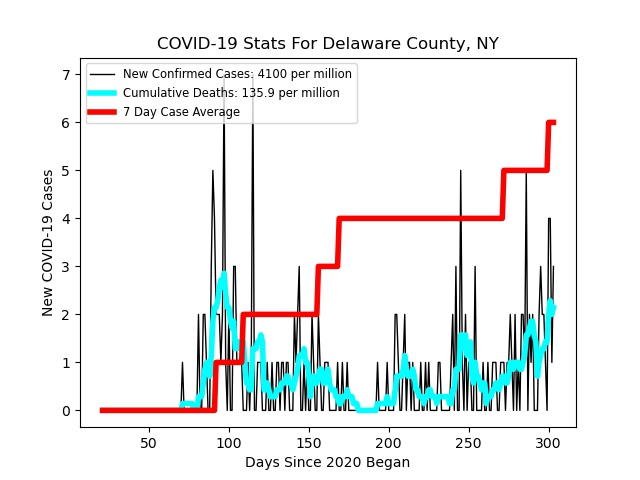 COVID-19 Stats For Delaware County, NY
New Confirmed Cases: 4100 per million
Cumulative Deaths: 135.9 per million
7 Day Case Average
New COVID-19 Cases
7
6
5
4
3
2
1
0
50 100 150 200 250 300
Days Since 2020 Began